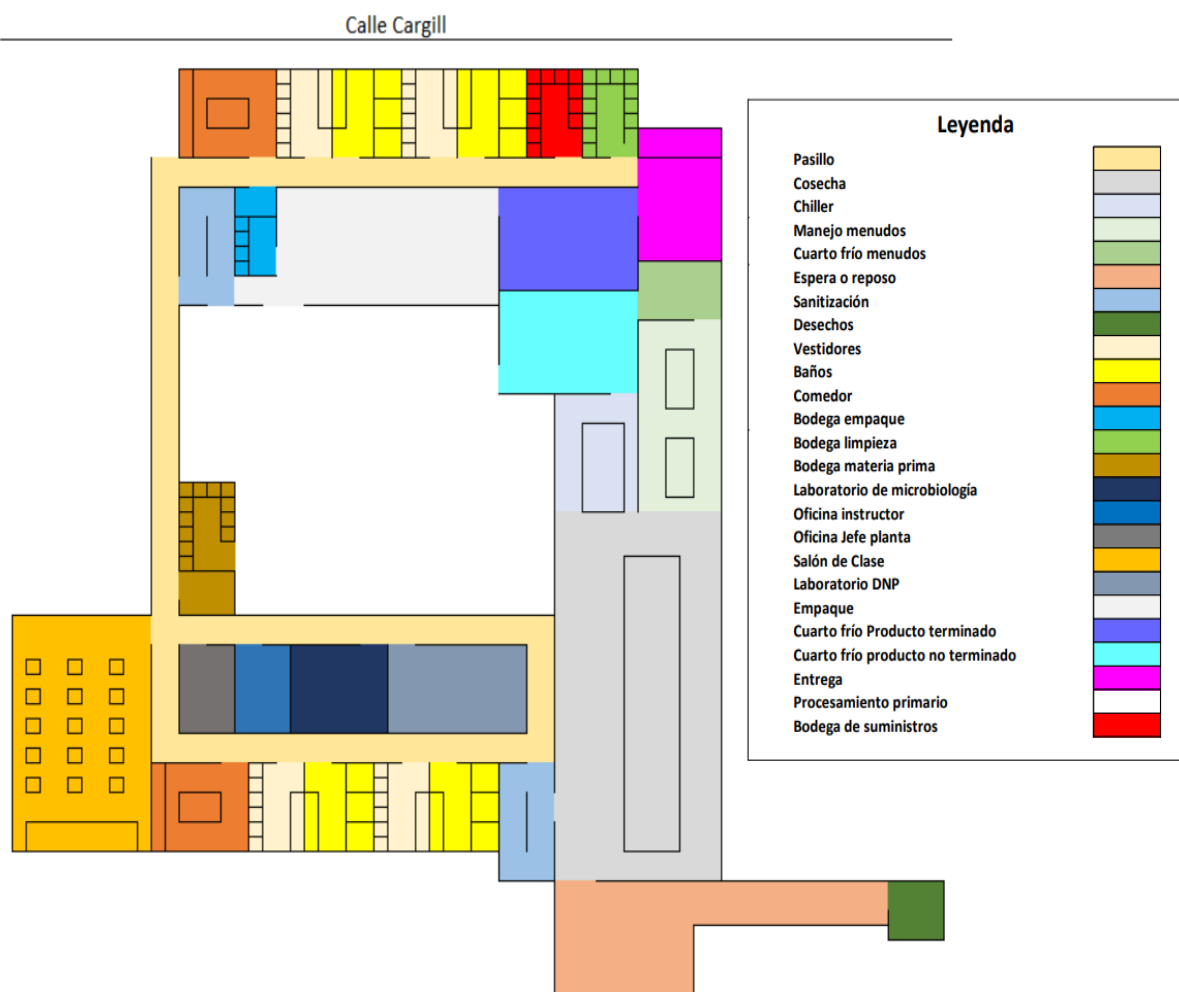 Calle Cargill
Leyenda
Pasillo
Cosecha
Chiller
Manejo menudos
Cuarto frío menudos
Espera o reposo
Sanitización
Desechos
Vestidores
Baños
Comedor
Bodega empaque
Bodega limpieza
Bodega materia prima
Laboratorio de microbiología
Oficina instructor
Oficina Jefe planta
Salón de Clase
Laboratorio DNP
Empaque
Cuarto frío Producto terminado
Cuarto frío producto no terminado
Entrega
Procesamiento primario
Bodega de suministros